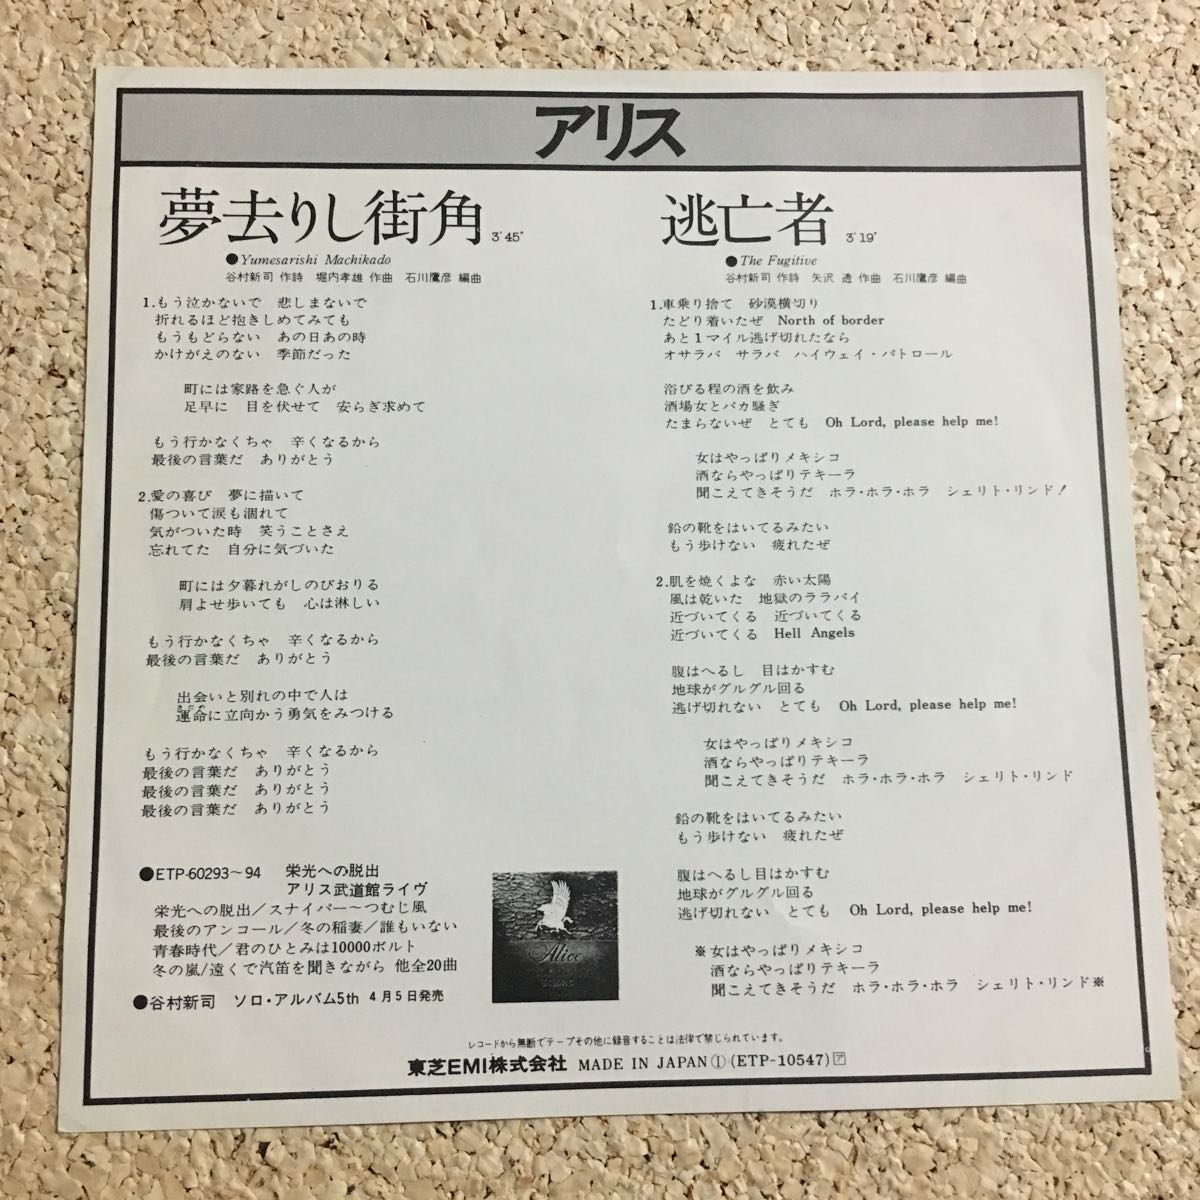 アリス
夢去りし街角 3′45″
●Yumesarishi Machikado
谷村新司 作詩 堀内孝雄 作曲 石川鷹彦 編曲
1.もう泣かないで 悲しまないで
折れるほど抱きしめてみても
もうもどらない あの日あの時
かけがえのない 季節だった
町には家路を急ぐ人が
足早に 目を伏せて 安らぎ求めて
もう行かなくちゃ 辛くなるから
最後の言葉だ ありがとう
2.愛の喜び 夢に描いて
傷ついて涙も涸れて
気がついた時 笑うことさえ
忘れてた 自分に気づいた
町には夕暮れがしのびおりる
肩よせ歩いても 心は淋しい
もう行かなくちゃ 辛くなるから
最後の言葉だ ありがとう
出会いと別れの中で人は
運命に立向かう勇気をみつける
もう行かなくちゃ 辛くなるから
最後の言葉だ ありがとう
最後の言葉だ ありがとう
最後の言葉だ ありがとう
逃亡者 3′19″
●The Fugitive
谷村新司 作詩 矢沢 透 作曲 石川鷹彦 編曲
1.車乗り捨て 砂漠横切り
たどり着いたぜ North of border
あと1マイル逃げ切れたなら
オサラバ サラバ ハイウェイ・パトロール
浴びる程の酒を飲み
酒場女とバカ騒ぎ
たまらないぜ とても Oh Lord, please help me!
女はやっぱりメキシコ
酒ならやっぱりテキーラ
聞こえてきそうだ ホラ・ホラ・ホラ シェリト・リンド!
鉛の靴をはいてるみたい
もう歩けない 疲れたぜ
2.肌を焼くよな 赤い太陽
風は乾いた 地獄のララバイ
近づいてくる 近づいてくる
近づいてくる Hell Angels
腹はへるし 目はかすむ
地球がグルグル回る
逃げ切れない とても Oh Lord, please help me!
女はやっぱりメキシコ
酒ならやっぱりテキーラ
聞こえてきそうだ ホラ・ホラ・ホラ シェリト・リンド
鉛の靴をはいてるみたい
もう歩けない 疲れたぜ
腹はへるし目はかすむ
地球がグルグル回る
逃げ切れない とても Oh Lord, please help me!
※女はやっぱりメキシコ
酒ならやっぱりテキーラ
聞こえてきそうだ ホラ・ホラ・ホラ シェリト・リンド※
●ETP-60293〜94 栄光への脱出
アリス武道館ライヴ
栄光への脱出/スナイパー〜つむじ風
最後のアンコール/冬の稲妻/誰もいない
青春時代/君のひとみは10000ボルト
冬の嵐/遠くで汽笛を聞きながら 他全20曲
●谷村新司 ソロ・アルバム5th 4月5日発売
Alice
レコードから無断でテープその他に録音することは法律で禁じられています。
東芝EMI株式会社 MADE IN JAPAN① (ETP-10547)ア